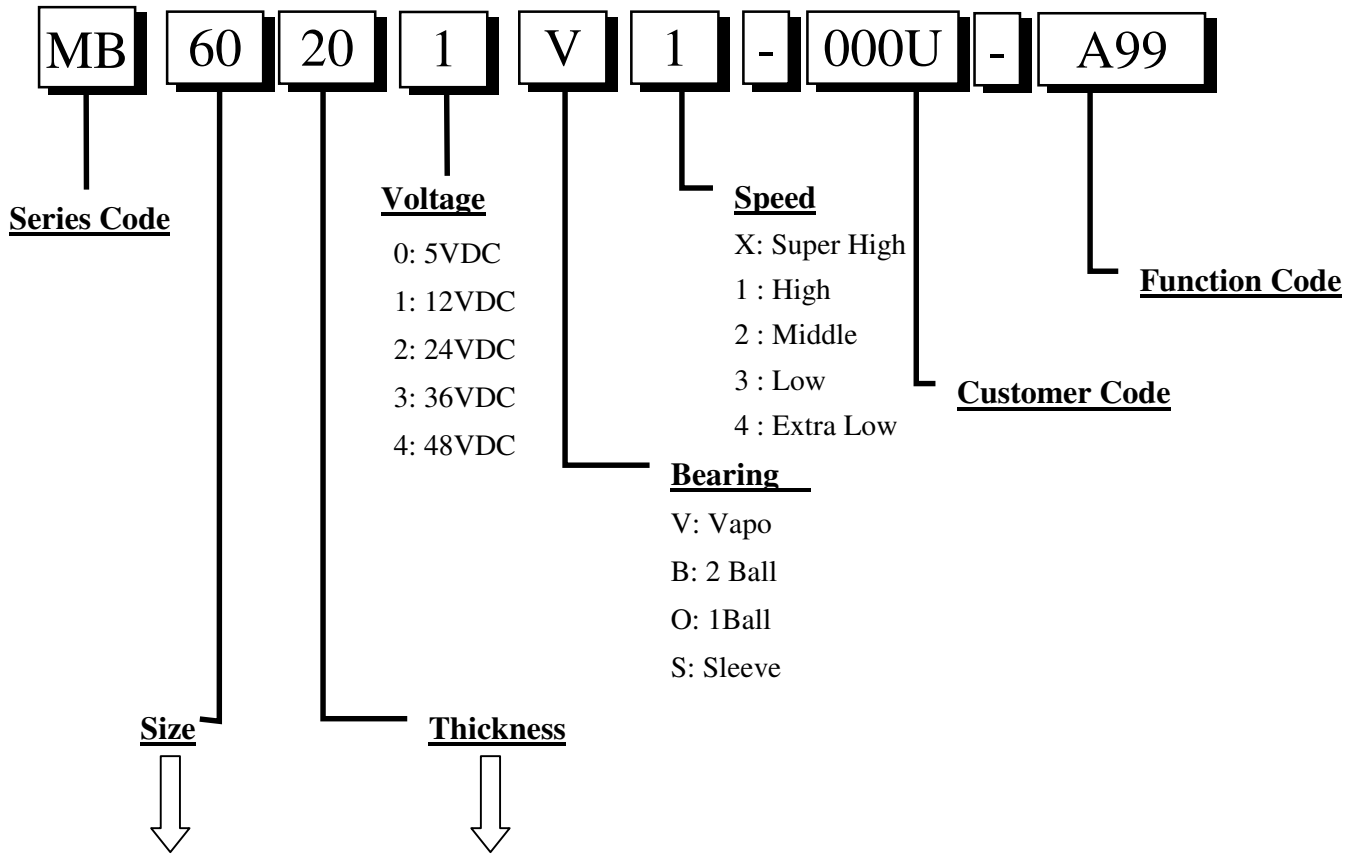 MB 60 20 1 V 1 - 000U - A99
Series Code
Voltage
0: 5VDC
1: 12VDC
2: 24VDC
3: 36VDC
4: 48VDC
Speed
X: Super High
1 : High
2 : Middle
3 : Low
4 : Extra Low
Function Code
Customer Code
Bearing
V: Vapo
B: 2 Ball
O: 1Ball
S: Sleeve
Size
Thickness